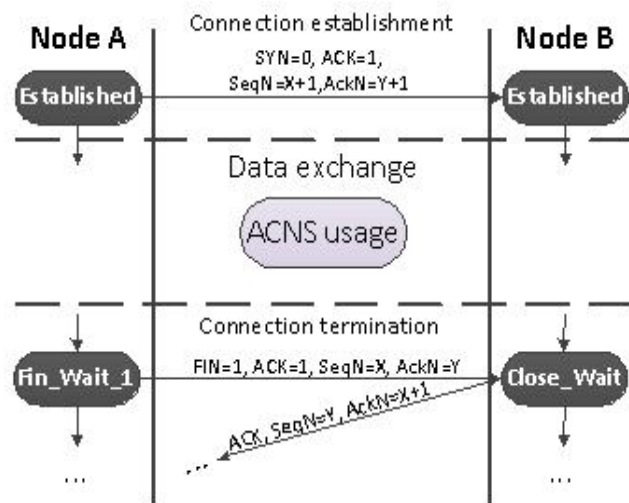 Connection establishment
Node A
Node B
SYN=0, ACK=1,
SeqN=X+1,AckN=Y+1
Established
Established
Data exchange
ACNS usage
Connection termination
FIN=1, ACK=1, SeqN=X, AckN=Y
Fin_Wait_1
Close_Wait
ACK, SeqN=Y, AckN=X+1
...
...
...